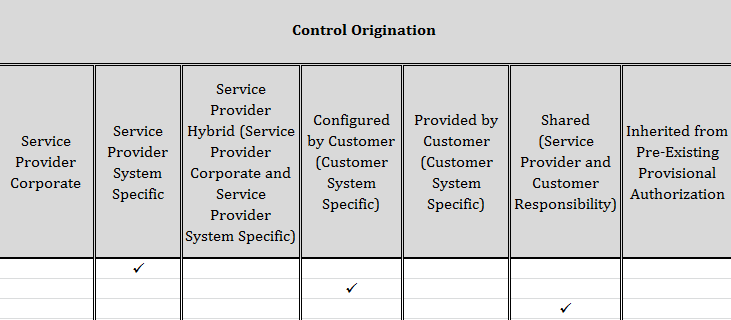 Control Origination
Service
Provider
Corporate
Service
Provider
System
Specific
Service
Provider
Hybrid (Service
Provider
Corporate and
Service
Provider
System Specific)
Configured
by Customer
(Customer
System
Specific)
Provided by
Customer
(Customer
System
Specific)
Shared
(Service
Provider and
Customer
Responsibility)
Inherited from
Pre-Existing
Provisional
Authorization
✓
✓
✓